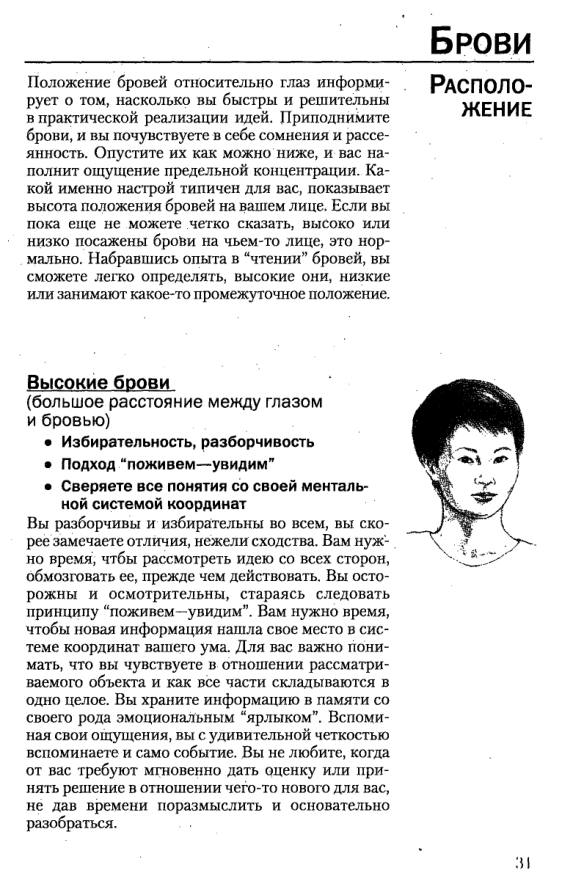 БРОВИ
РАСПОЛО-
ЖЕНИЕ
Положение бровей относительно глаз информи-
рует о том, насколько вы быстры и решительны
в практической реализации идей. Приподнимите
брови, и вы почувствуете в себе сомнения и рассе-
янность. Опустите их как можно ниже, и вас на-
полнит ощущение предельной концентрации. Ка-
кой именно настрой типичен для вас, показывает
высота положения бровей на вашем лице. Если вы
пока еще не можете четко сказать, высоко или
низко посажены брови на чьем-то лице, это нор-
мально. Набравшись опыта в “чтении” бровей, вы
сможете легко определять, высокие они, низкие
или занимают какое-то промежуточное положение.
Высокие брови
(большое расстояние между глазом
и бровью)
• Избирательность, разборчивость
• Подход “поживем—увидим”
• Сверяете все понятия со своей менталь-
ной системой координат
Вы разборчивы и избирательны во всем, вы ско-
рее замечаете отличия, нежели сходства. Вам нуж-
но время, чтбы рассмотреть идею со всех сторон,
обмозговать ее, прежде чем действовать. Вы осто-
рожны и осмотрительны, стараясь следовать
принципу “поживем—увидим”. Вам нужно время,
чтобы новая информация нашла свое место в сис-
теме координат вашего ума. Для вас важно пони-
мать, что вы чувствуете в отношении рассматри-
ваемого объекта и как все части складываются в
одно целое. Вы храните информацию в памяти со
своего рода эмоциональным “ярлыком”. Вспоми-
ная свои ощущения, вы с удивительной четкостью
вспоминаете и само событие. Вы не любите, когда
от вас требуют мгновенно дать оценку или при-
нять решение в отношении чего-то нового для вас,
не дав времени поразмыслить и основательно
разобраться.
31